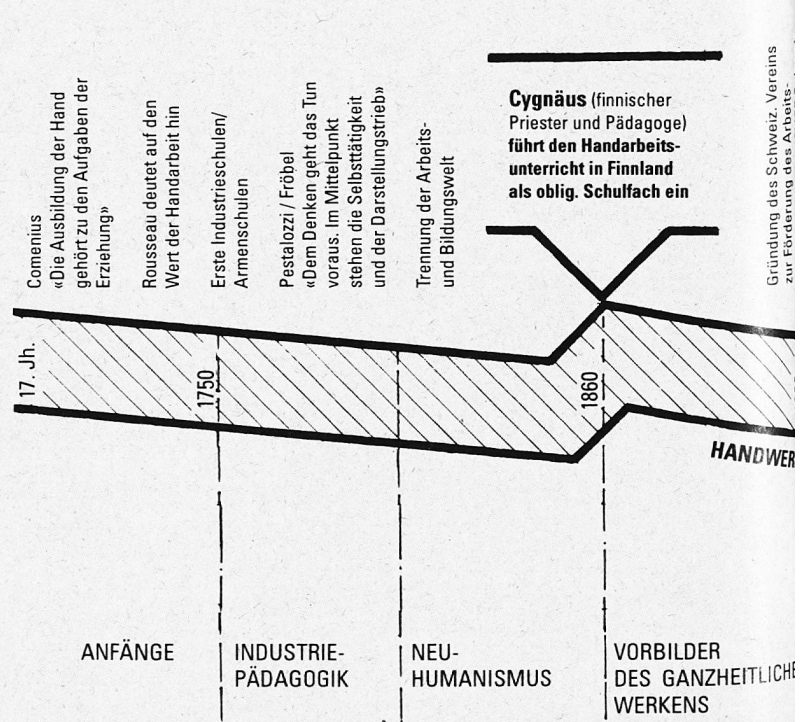 Comenius
«Die Ausbildung der Hand
gehört zu den Aufgaben der
Erziehung»
Rousseau deutet auf den
Wert der Handarbeit hin
Erste Industrieschulen/
Armenschulen
Pestalozzi / Fröbel
«Dem Denken geht das Tun
voraus. Im Mittelpunkt
stehen die Selbsttätigkeit
und der Darstellungstrieb»
Trennung der Arbeits-
und Bildungswelt
Cygnäus (finnischer
Priester und Pädagoge)
führt den Handarbeits-
unterricht in Finnland
als oblig. Schulfach ein
Gründung des Schweiz. Vereins
zur Förderung des Arbeits-
17. Jh.
1750
1860
HANDWER
ANFÄNGE
INDUSTRIE-
PÄDAGOGIK
NEU-
HUMANISMUS
VORBILDER
DES GANZHEITLICHE
WERKENS